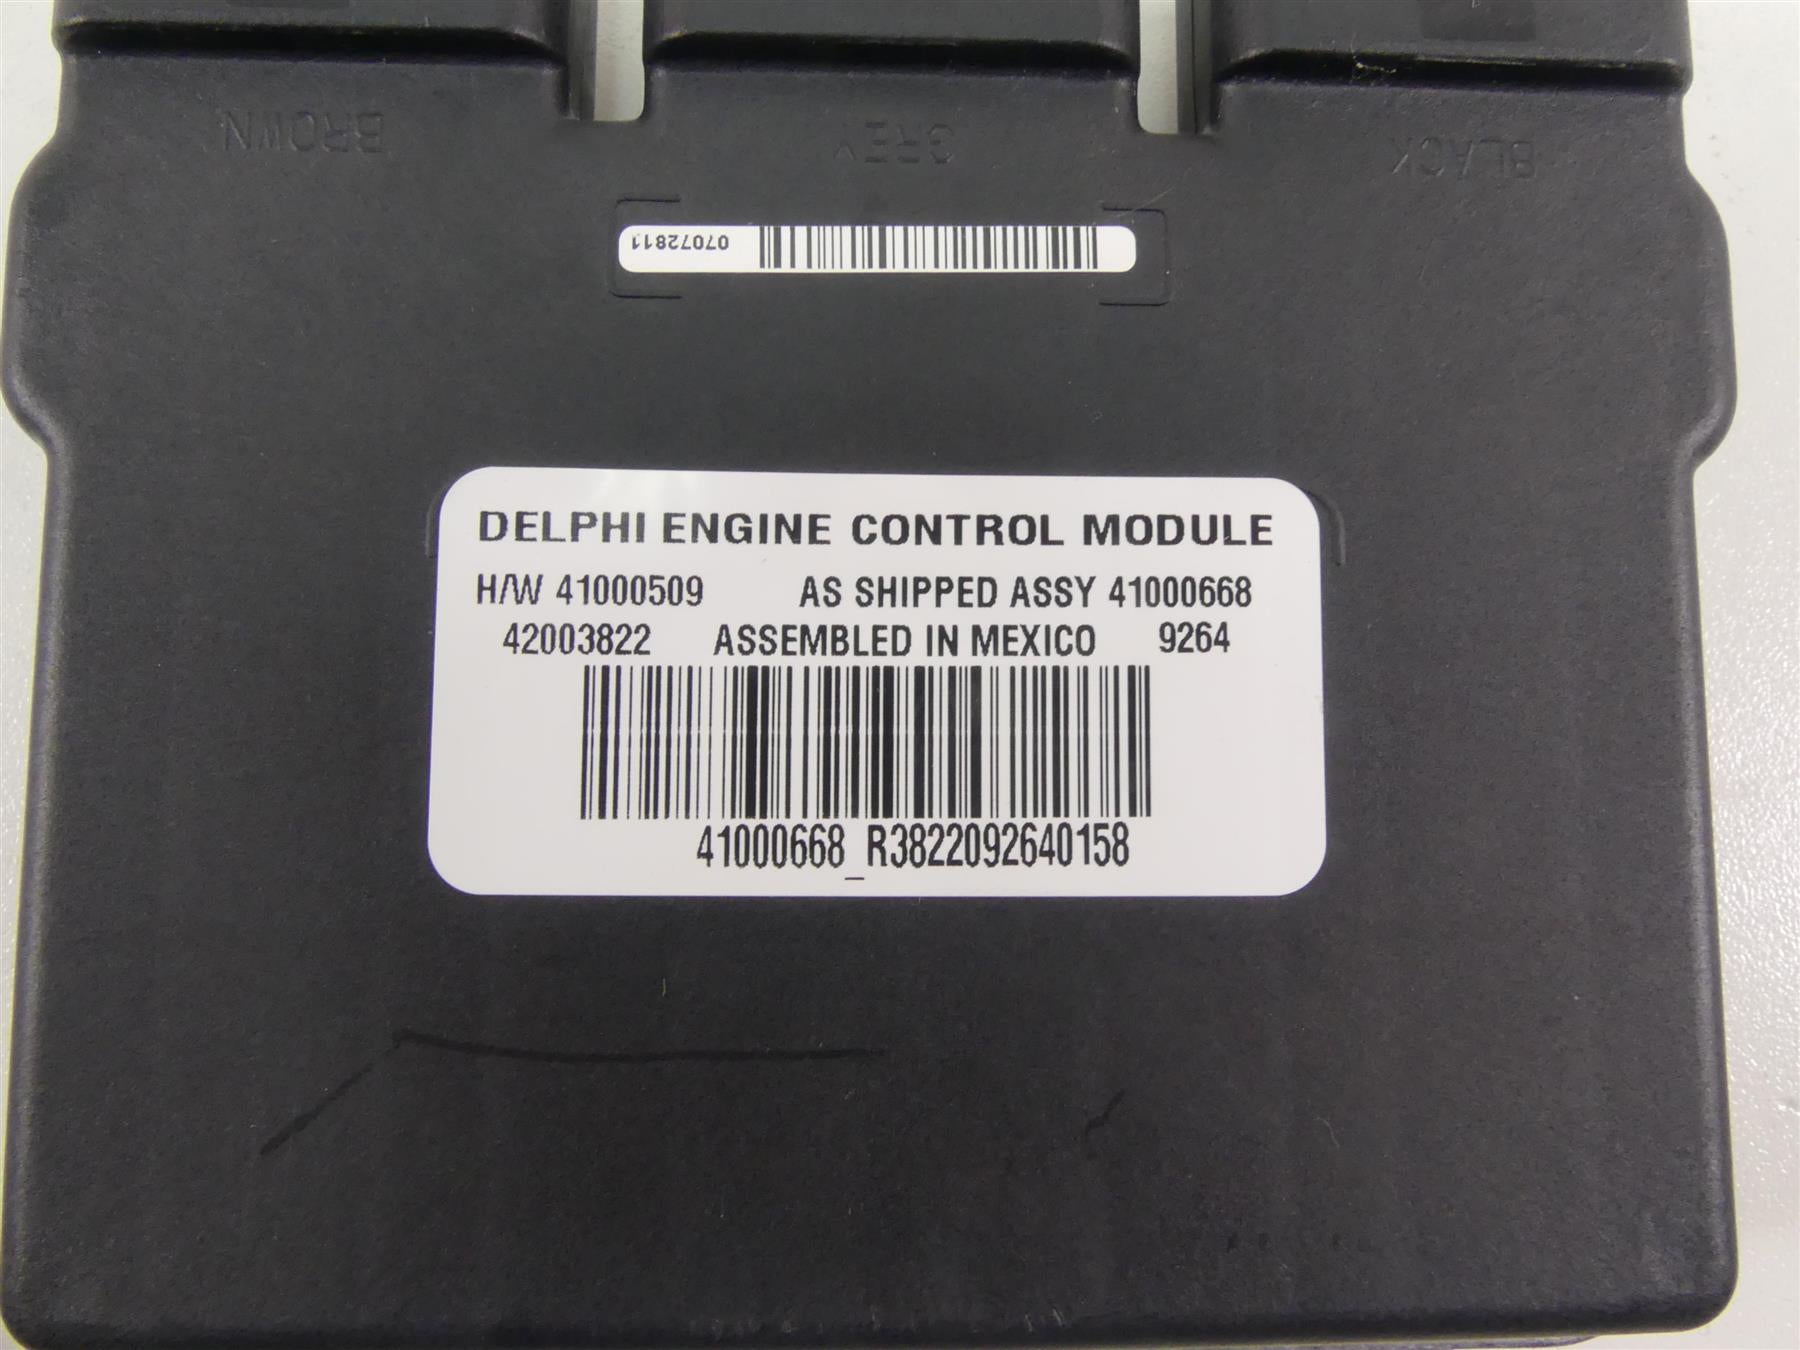 BROWN GREY BLACK
07072811
DELPHI ENGINE CONTROL MODULE
H/W 41000509 AS SHIPPED ASSY 41000668
42003822 ASSEMBLED IN MEXICO 9264
41000668_R3822092640158